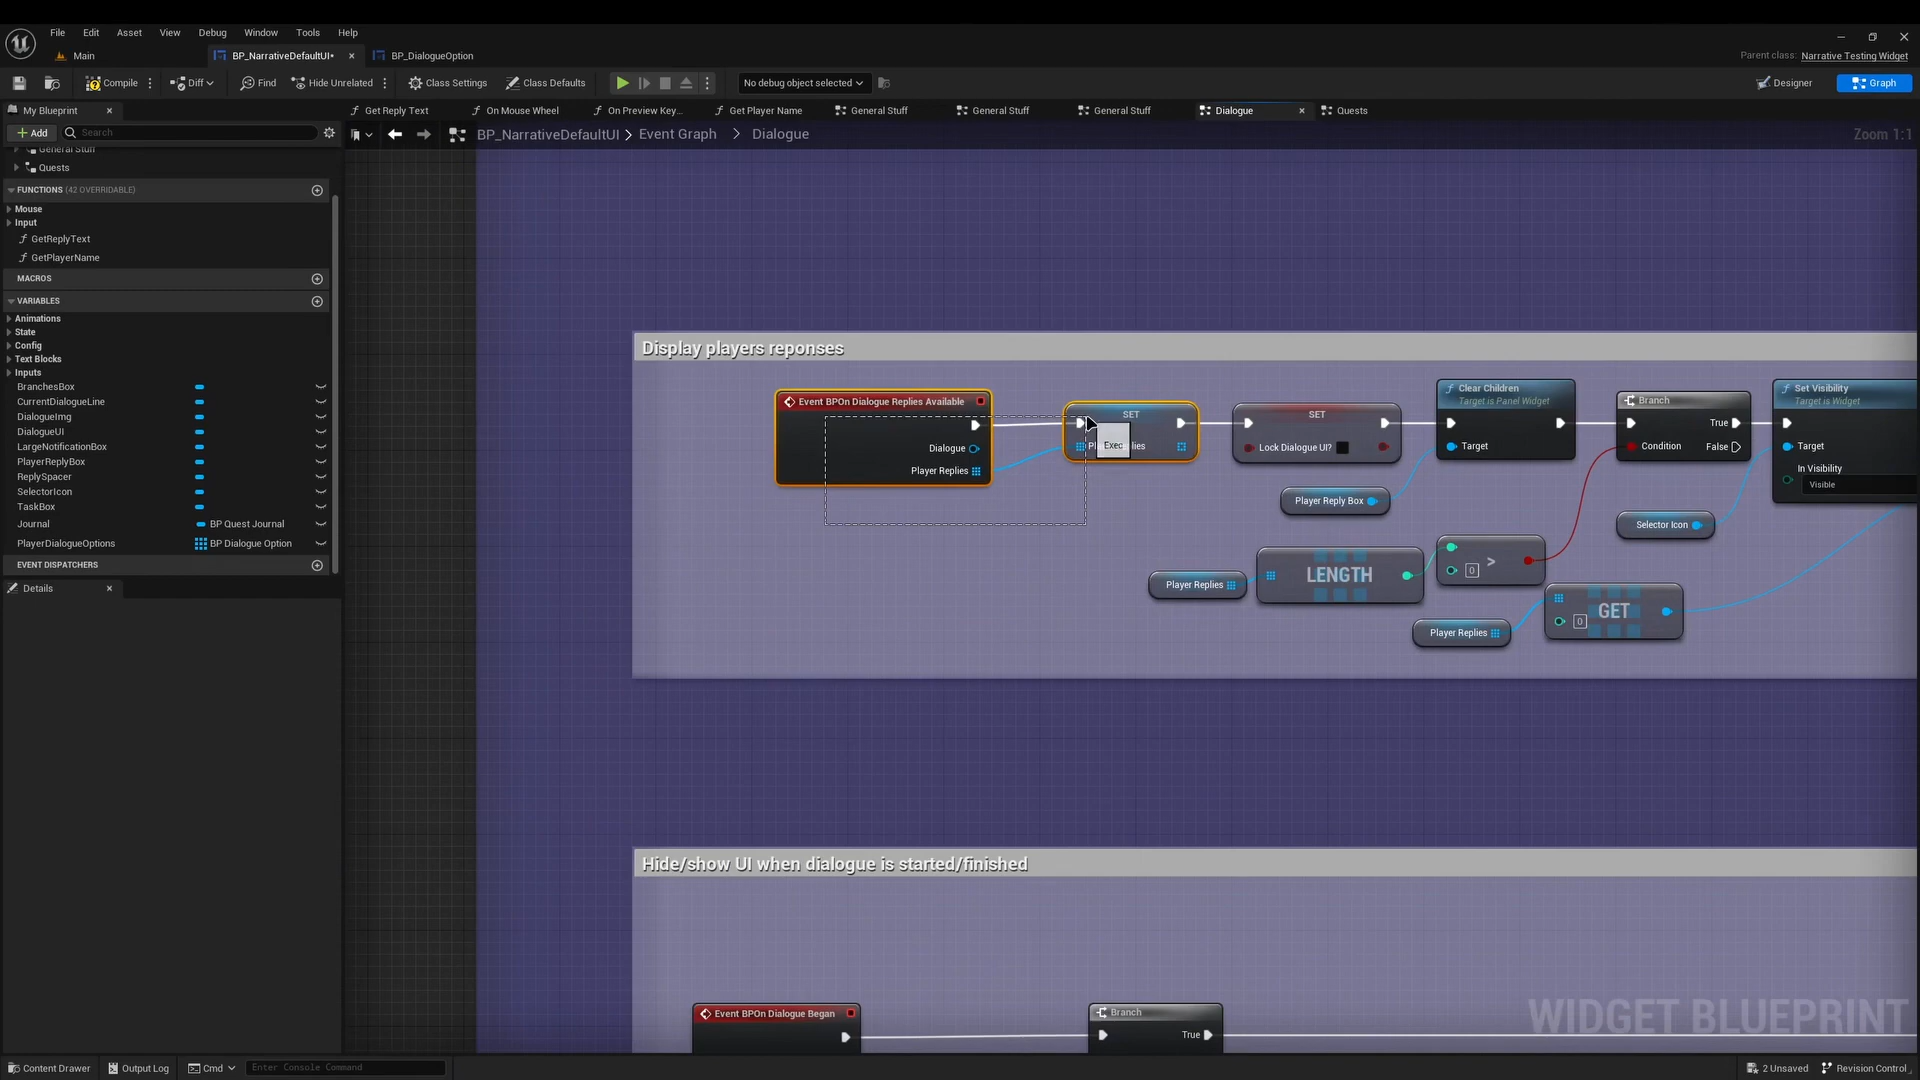 File Edit Asset View Debug Window Tools Help
Main BP_NarrativeDefaultUI• BP_DialogueOption
Parent class: Narrative Testing Widget
Compile Diff Find Hide Unrelated Class Settings Class Defaults No debug object selected Designer Graph
My Blueprint Get Reply Text On Mouse Wheel On Preview Key... Get Player Name General Stuff General Stuff General Stuff Dialogue Quests
Add Search
BP_NarrativeDefaultUI > Event Graph > Dialogue
Zoom 1:1
General Stuff
Quests
FUNCTIONS (42 OVERRIDABLE)
Mouse
Input
GetReplyText
GetPlayerName
MACROS
VARIABLES
Animations
State
Config
Text Blocks
Inputs
BranchesBox
CurrentDialogueLine
DialogueImg
DialogueUI
LargeNotificationBox
PlayerReplyBox
ReplySpacer
SelectorIcon
TaskBox
Journal BP Quest Journal
PlayerDialogueOptions BP Dialogue Option
EVENT DISPATCHERS
Details
Display players reponses
Event BPOn Dialogue Replies Available
Dialogue
Player Replies
SET
Exec
SET
Lock Dialogue UI?
Clear Children
Target is Panel Widget
Target
Branch
True
Condition
False
Set Visibility
Target is Widget
Target
In Visibility
Visible
Player Reply Box
Selector Icon
Player Replies
LENGTH
0
>
Player Replies
0
GET
Hide/show UI when dialogue is started/finished
Event BPOn Dialogue Began
Branch
True
WIDGET BLUEPRINT
Content Drawer Output Log Cmd Enter Console Command 2 Unsaved Revision Control